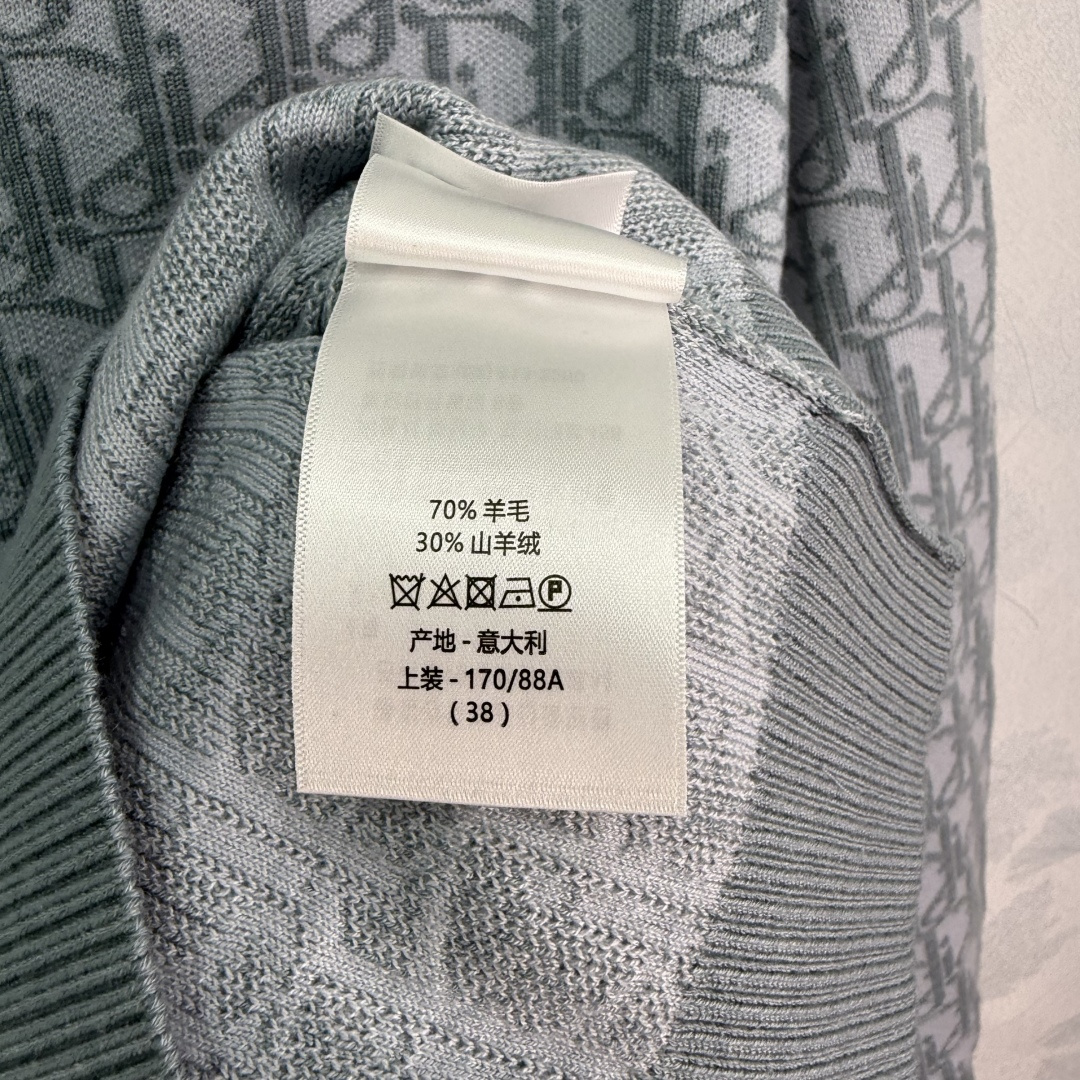 70% 羊毛
30% 山羊绒
P
产地 - 意大利
上装 - 170/88A
( 38 )